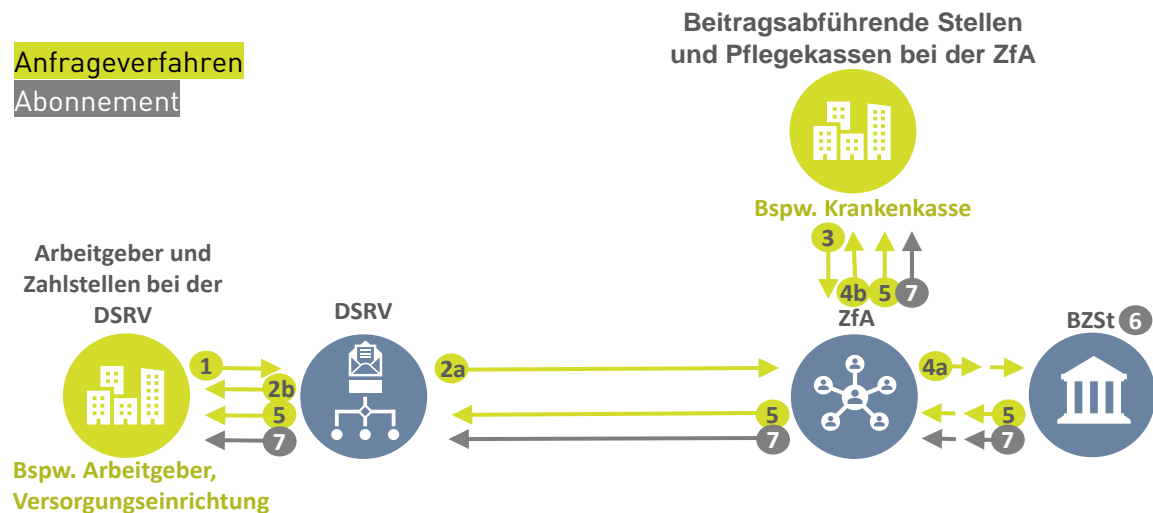 Beitragsabführende Stellen
und Pflegekassen bei der ZfA
Anfrageverfahren
Abonnement
Bspw. Krankenkasse
3
4b 5 7
Arbeitgeber und
Zahlstellen bei der
DSRV
DSRV
ZfA
BZSt 6
1
2b
5
7
2a
5
7
4a
5
7
Bspw. Arbeitgeber,
Versorgungseinrichtung